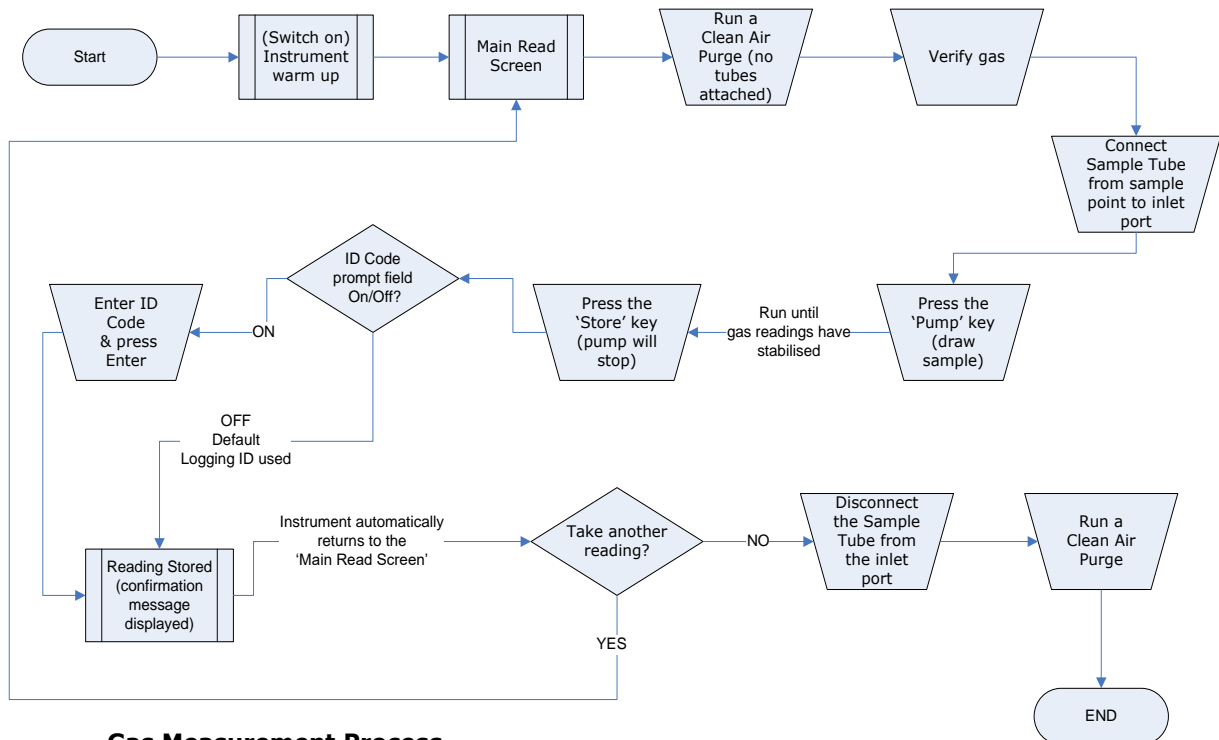 Start
(Switch on)
Instrument
warm up
Main Read
Screen
Run a
Clean Air
Purge (no
tubes
attached)
Verify gas
Connect
Sample Tube
from sample
point to inlet
port
Press the
‘Pump’ key
(draw
sample)
Run until
gas readings have
stabilised
Press the
‘Store’ key
(pump will
stop)
ID Code
prompt field
On/Off?
ON
Enter ID
Code
& press
Enter
OFF
Default
Logging ID used
Reading Stored
(confirmation
message
displayed)
Instrument automatically
returns to the
‘Main Read Screen’
Take another
reading?
NO
Disconnect
the Sample
Tube from
the inlet
port
Run a
Clean Air
Purge
YES
END
Gas Measurement Process